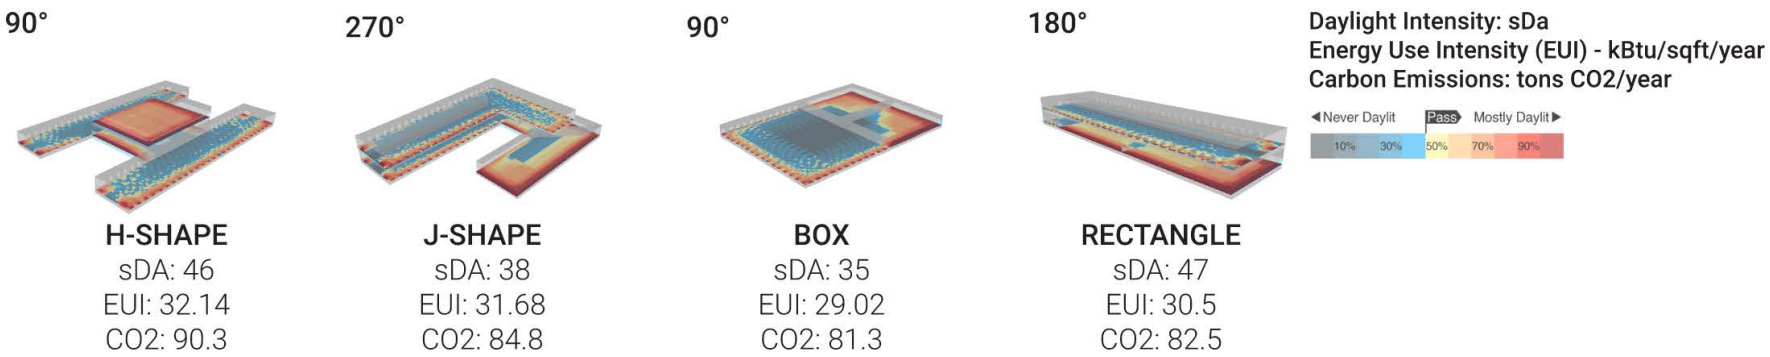 90°
H-SHAPE
sDA: 46
EUI: 32.14
CO2: 90.3
270°
J-SHAPE
sDA: 38
EUI: 31.68
CO2: 84.8
90°
BOX
sDA: 35
EUI: 29.02
CO2: 81.3
180°
RECTANGLE
sDA: 47
EUI: 30.5
CO2: 82.5
Daylight Intensity: sDa
Energy Use Intensity (EUI) - kBtu/sqft/year
Carbon Emissions: tons CO2/year
◀Never Daylit Pass Mostly Daylit▶
10% 30% 50% 70% 90%